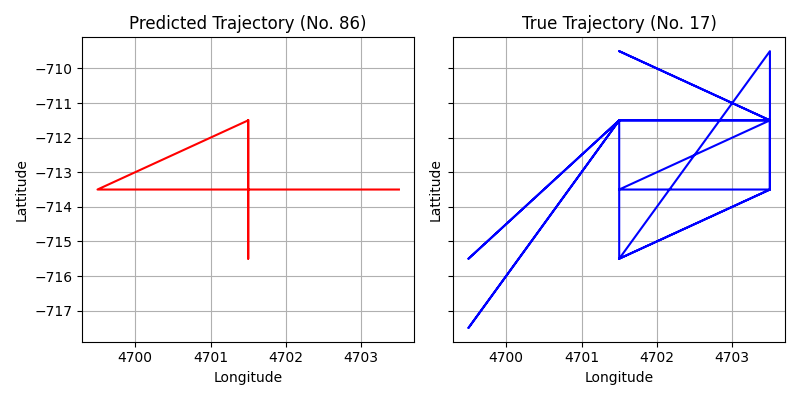 Predicted Trajectory (No. 86)
True Trajectory (No. 17)
Lattitude
−710
−711
−712
−713
−714
−715
−716
−717
4700
4701
4702
4703
Longitude
Lattitude
4700
4701
4702
4703
Longitude